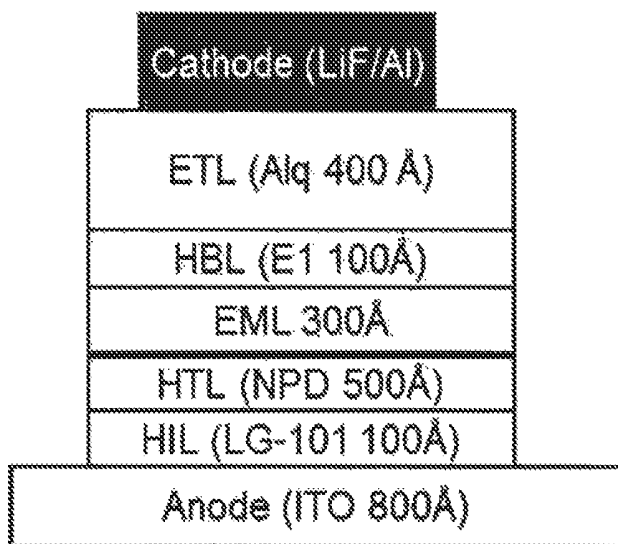 Cathode (LiF/Al)
ETL (Alq 400 Å)
HBL (E1 100Å)
EML 300Å
HTL (NPD 500Å)
HIL (LG-101 100Å)
Anode (ITO 800Å)